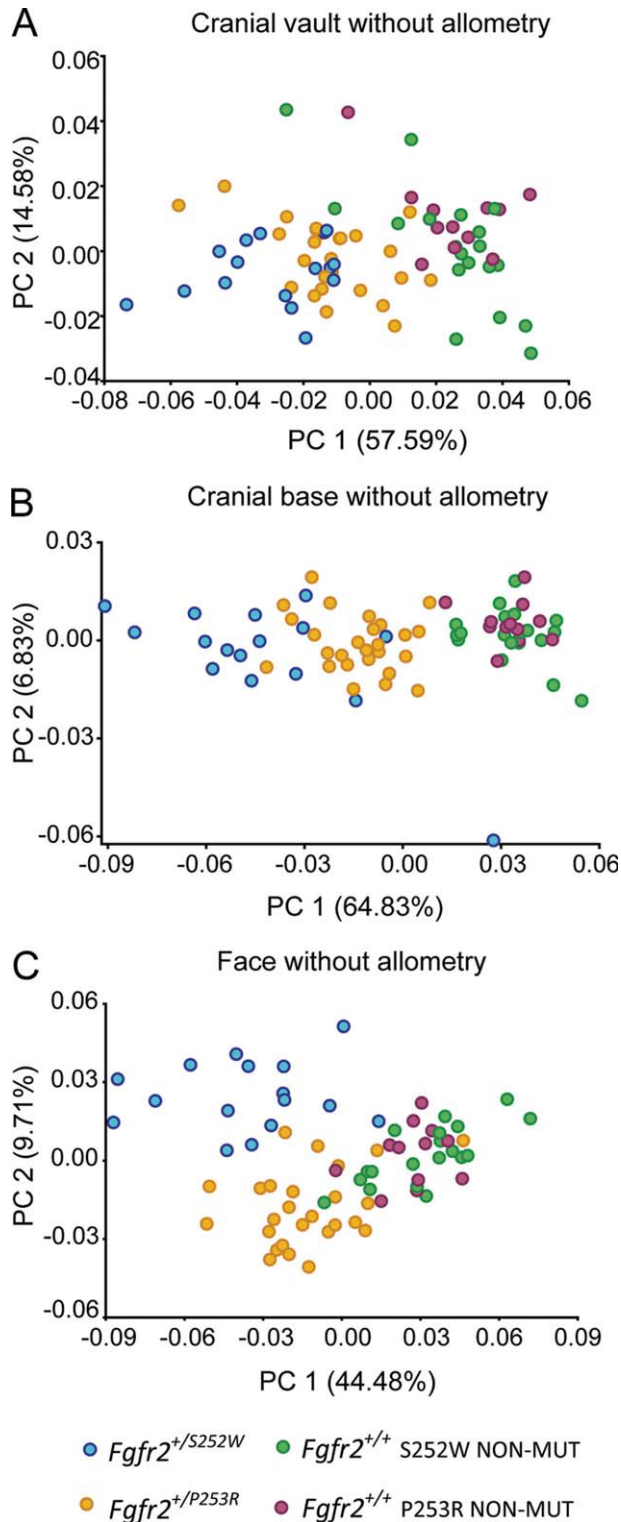 A
Cranial vault without allometry
0.06
0.04
0.02
0.00
-0.02
-0.04
PC 2 (14.58%)
-0.08 -0.06 -0.04 -0.02 0.00 0.02 0.04 0.06
PC 1 (57.59%)
B
Cranial base without allometry
0.03
0.00
-0.03
-0.06
PC 2 (6.83%)
-0.09 -0.06 -0.03 0.00 0.03 0.06
PC 1 (64.83%)
C
Face without allometry
0.06
0.03
0.00
-0.03
-0.06
PC 2 (9.71%)
-0.09 -0.06 -0.03 0.00 0.03 0.06 0.09
PC 1 (44.48%)
Fgfr2+/S252W Fgfr2+/+ S252W NON-MUT
Fgfr2+/P253R Fgfr2+/+ P253R NON-MUT